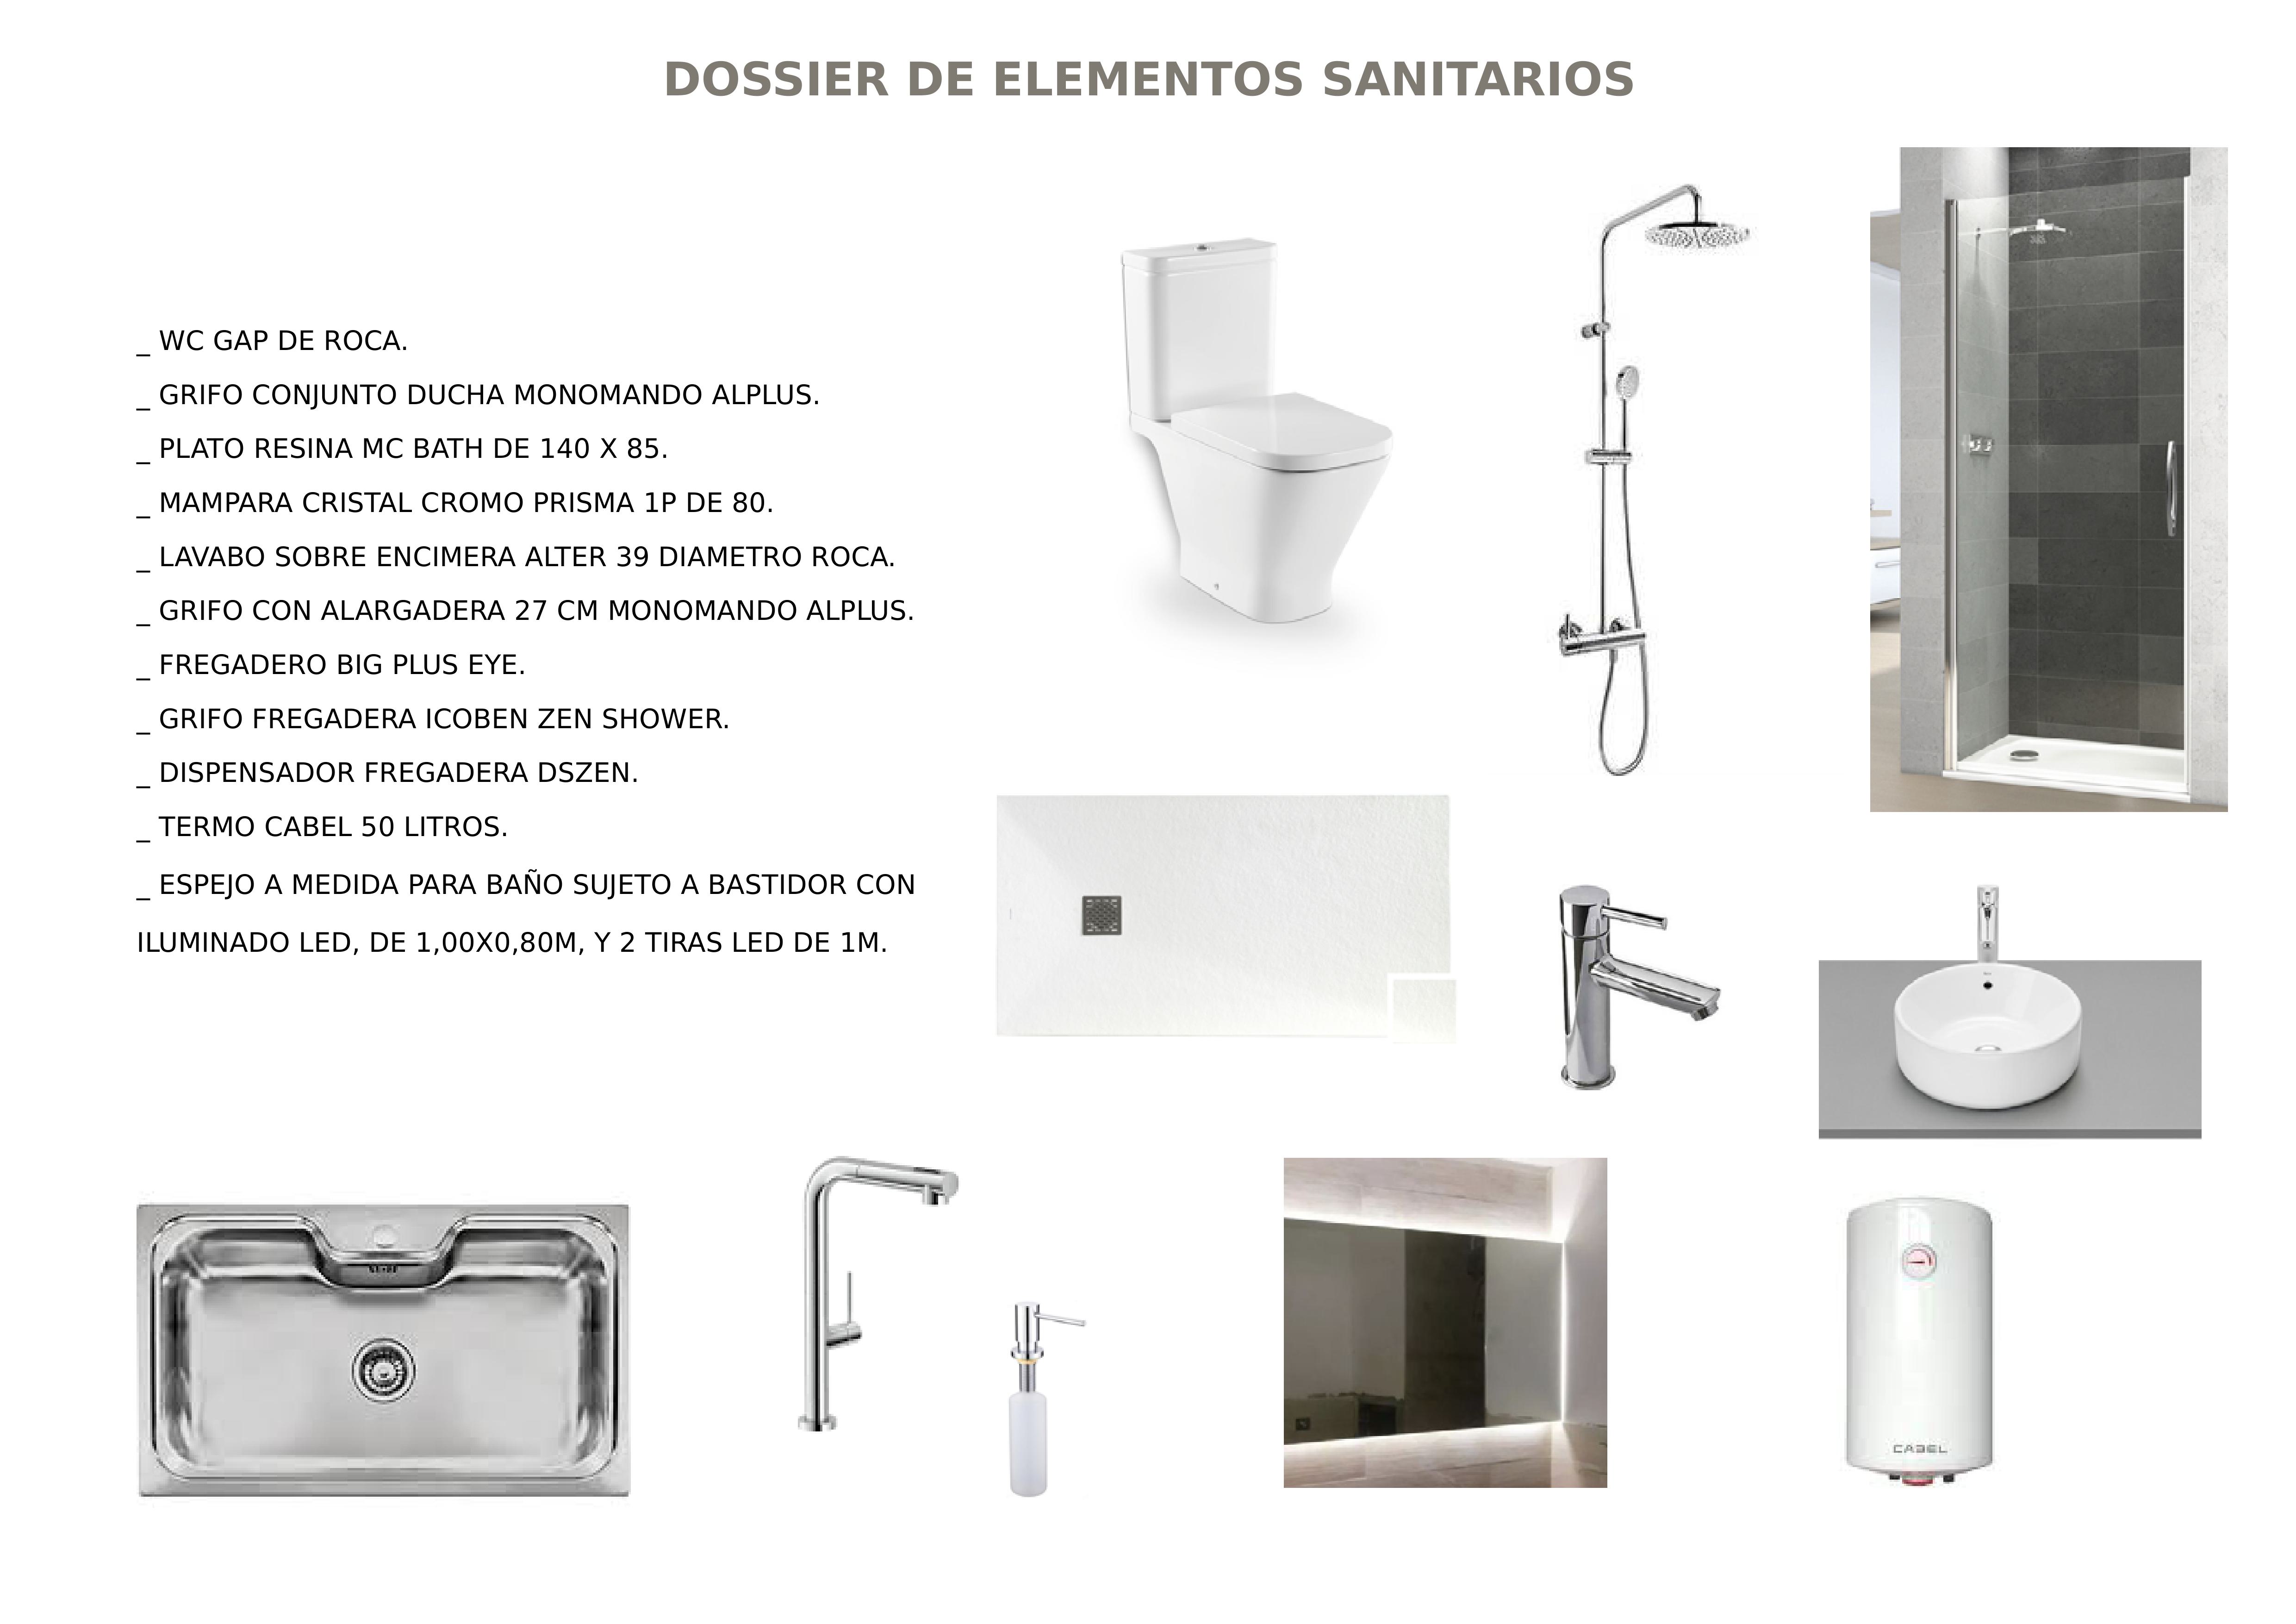 DOSSIER DE ELEMENTOS SANITARIOS
_ WC GAP DE ROCA.
_ GRIFO CONJUNTO DUCHA MONOMANDO ALPLUS.
_ PLATO RESINA MC BATH DE 140 X 85.
_ MAMPARA CRISTAL CROMO PRISMA 1P DE 80.
_ LAVABO SOBRE ENCIMERA ALTER 39 DIAMETRO ROCA.
_ GRIFO CON ALARGADERA 27 CM MONOMANDO ALPLUS.
_ FREGADERO BIG PLUS EYE.
_ GRIFO FREGADERA ICOBEN ZEN SHOWER.
_ DISPENSADOR FREGADERA DSZEN.
_ TERMO CABEL 50 LITROS.
_ ESPEJO A MEDIDA PARA BAÑO SUJETO A BASTIDOR CON
ILUMINADO LED, DE 1,00X0,80M, Y 2 TIRAS LED DE 1M.
CABEL